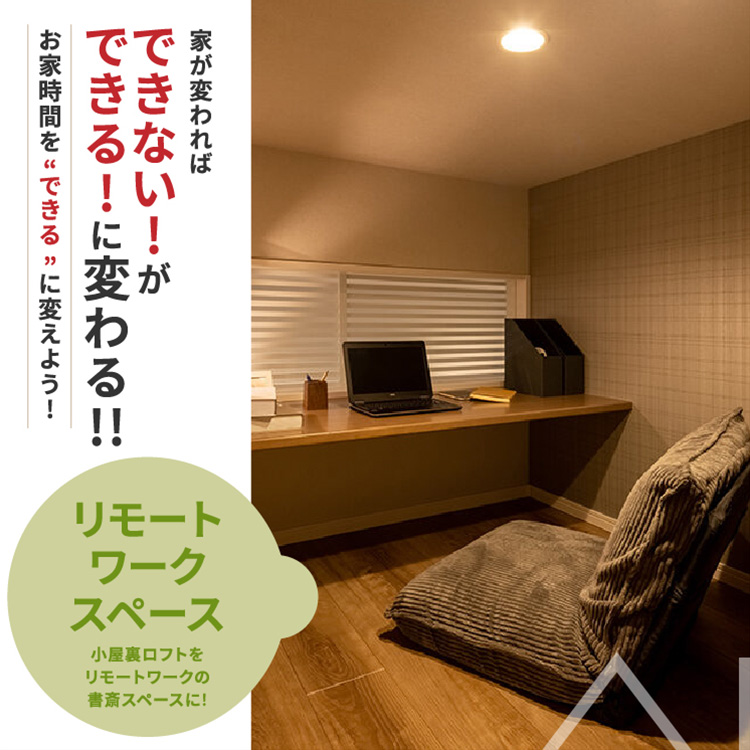 家が変われば
できない！が
できる！に変わる!!
お家時間を“できる”に変えよう！
リモート
ワーク
スペース
小屋裏ロフトを
リモートワークの
書斎スペースに!